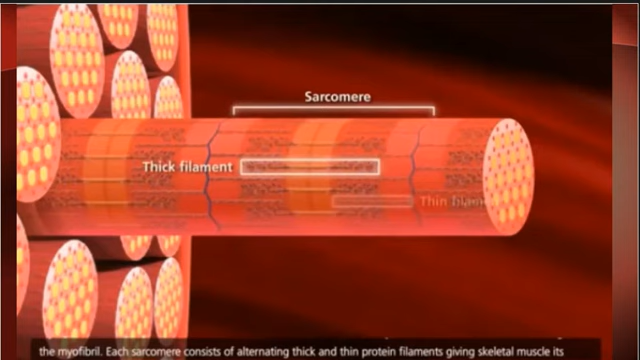 Sarcomere
Thick filament
Thin
the myofibril. Each sarcomere consists of alternating thick and thin protein filaments giving skeletal muscle its